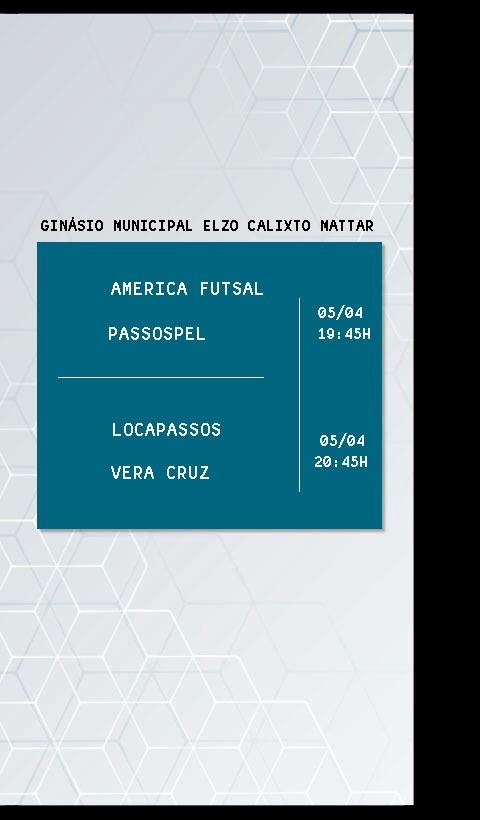 GINÁSIO MUNICIPAL ELZO CALIXTO MATTAR
AMERICA FUTSAL
PASSOSPEL
05/04
19:45H
LOCAPASSOS
VERA CRUZ
05/04
20:45H